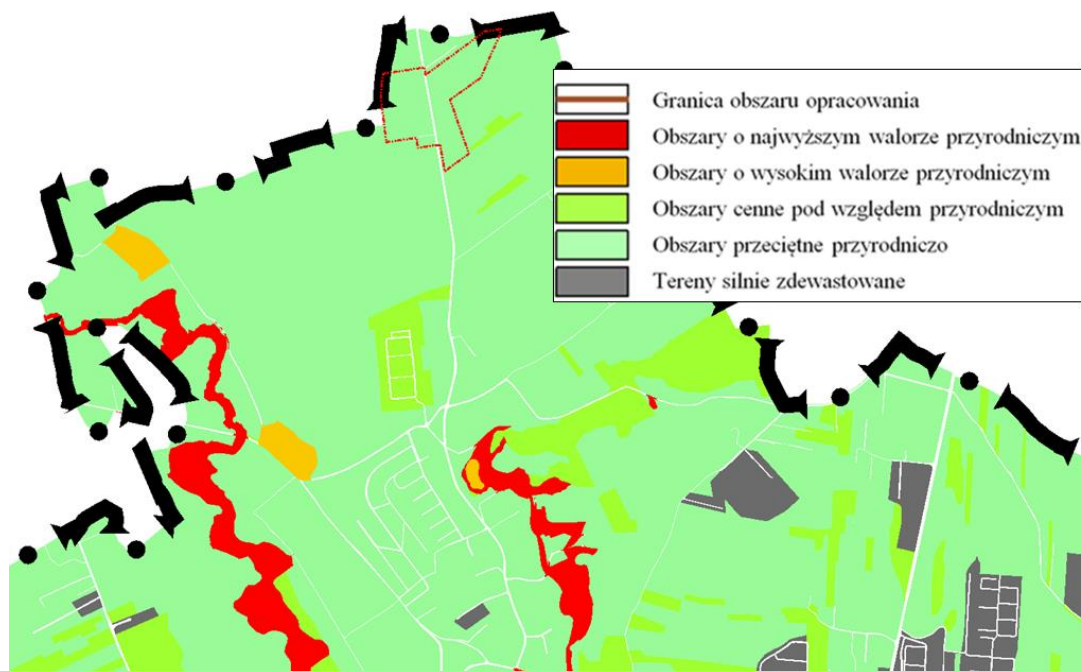 Granica obszaru opracowania
Obszary o najwyższym walorze przyrodniczym
Obszary o wysokim walorze przyrodniczym
Obszary cenne pod względem przyrodniczym
Obszary przeciętne przyrodniczo
Tereny silnie zdewastowane